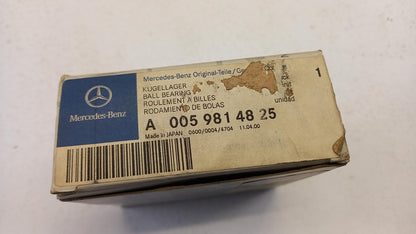 Mercedes-Benz Original-Teile/Ge
KUGELLAGER
BALL BEARING
ROULEMENT A BILLES
RODAMIENTO DE BOLAS
unidad
1
Mercedes-Benz
A 005 981 48 25
Made in JAPAN 0600/0004/4704 11.04.00